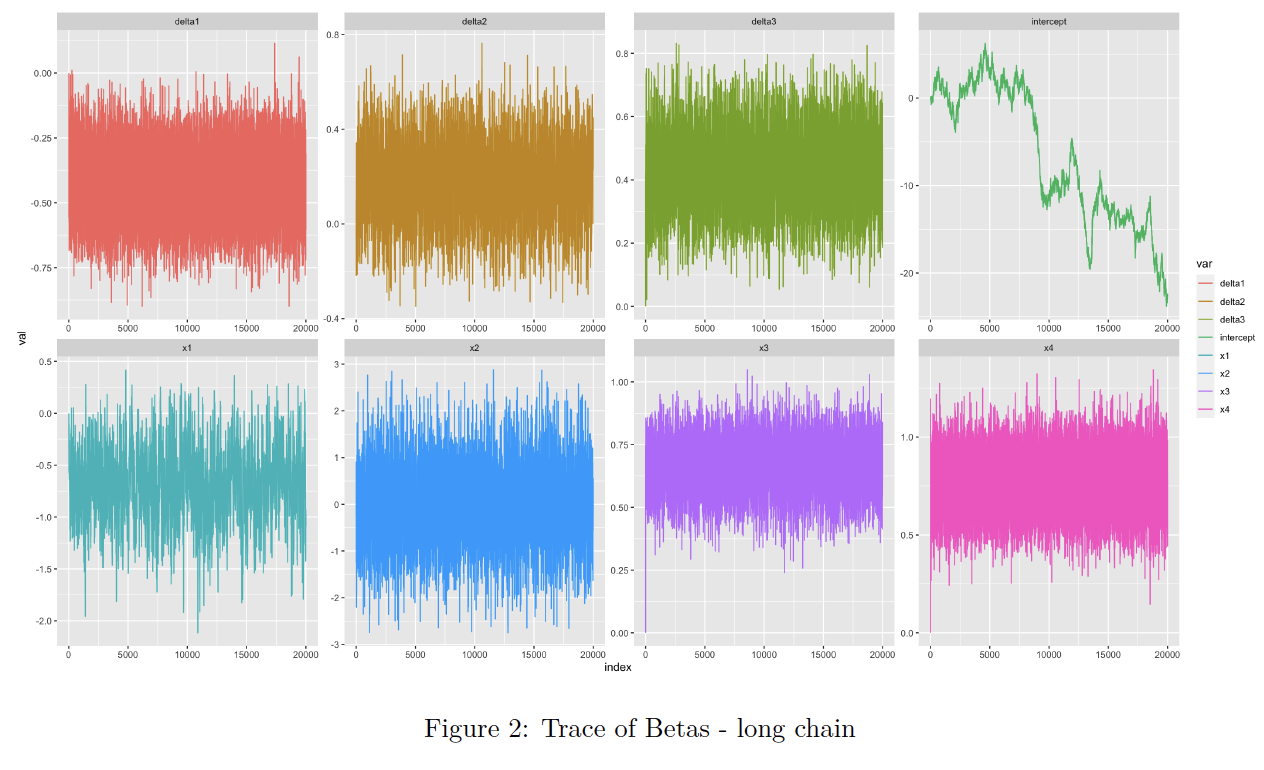 delta1 delta2 delta3 intercept
0.00 -0.25 -0.50 -0.75
0.8 0.4 0.0 -0.4
0.8 0.6 0.4 0.2 0.0
0 -10 -20
0 5000 10000 15000 20000
0 5000 10000 15000 20000
0 5000 10000 15000 20000
0 5000 10000 15000 20000
val
x1 x2 x3 x4
0.5 0.0 -0.5 -1.0 -1.5 -2.0
3 2 1 0 -1 -2 -3
1.00 0.75 0.50 0.25 0.00
1.0 0.5 0.0
0 5000 10000 15000 20000
0 5000 10000 15000 20000
0 5000 10000 15000 20000
0 5000 10000 15000 20000
index
var
delta1
delta2
delta3
intercept
x1
x2
x3
x4
Figure 2: Trace of Betas - long chain